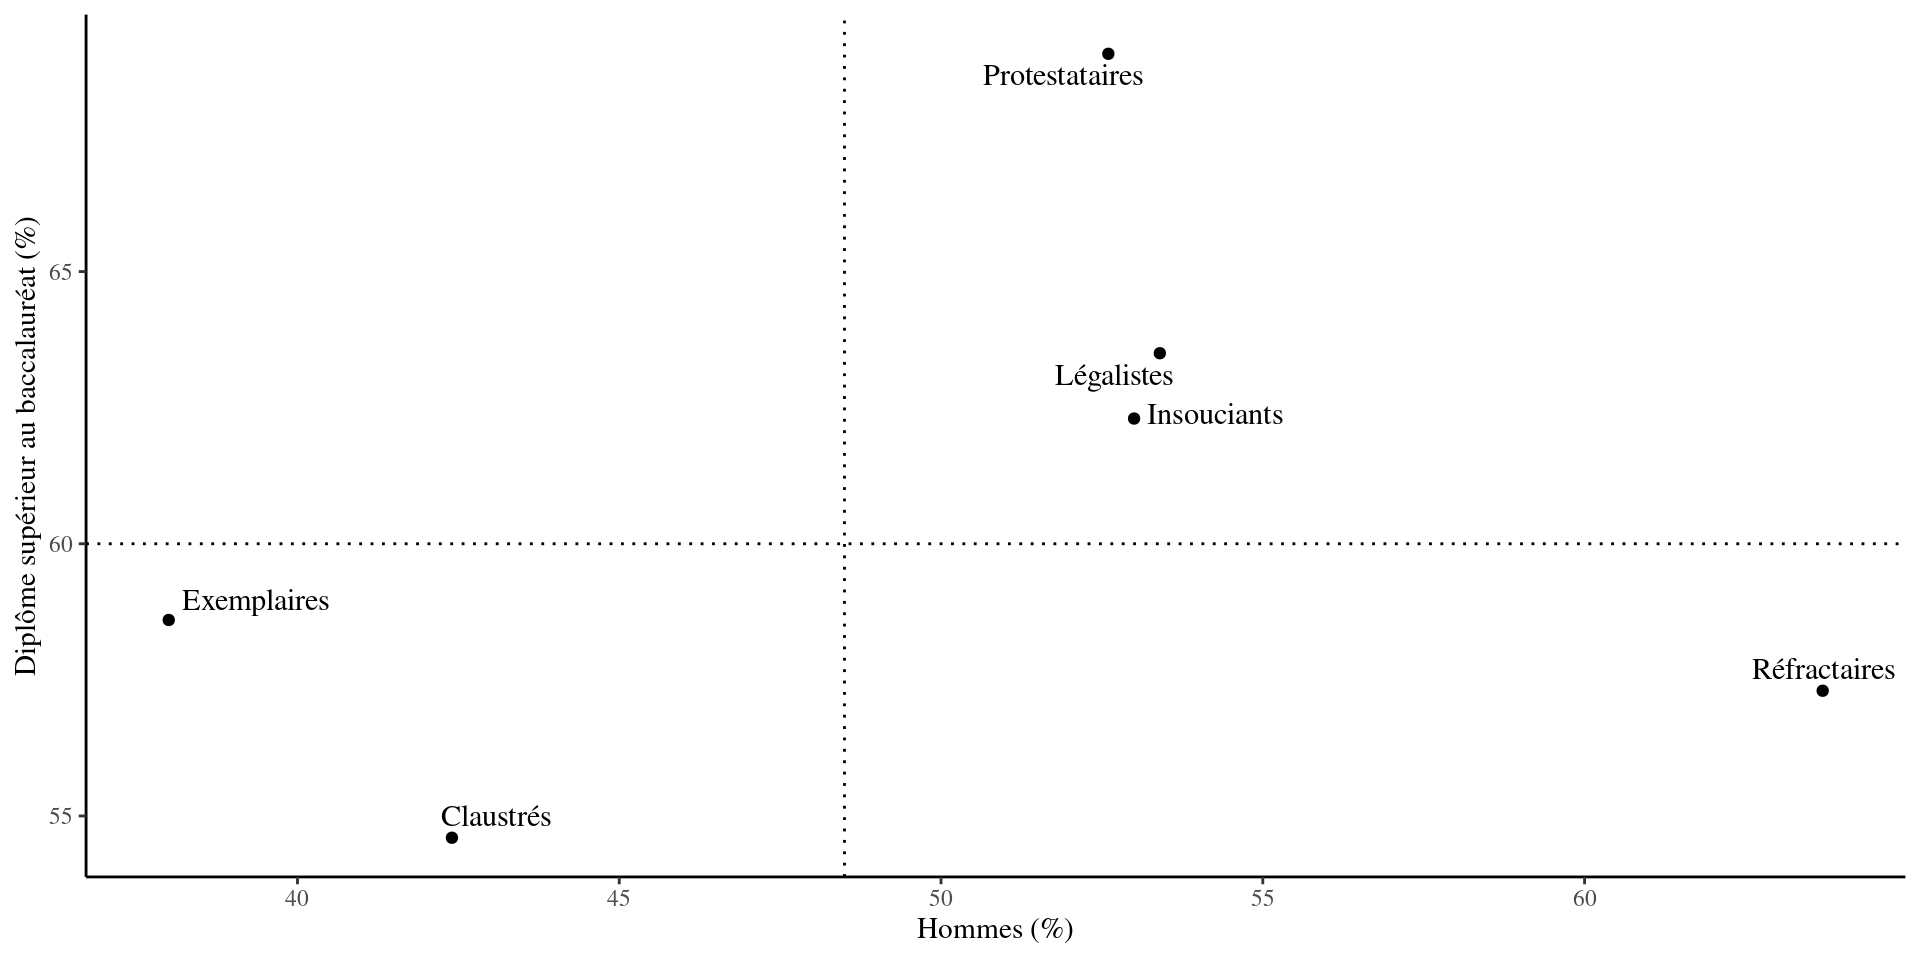 Protestataires
Diplôme supérieur au baccalauréat (%)
65
Légalistes
Insouciants
60
Exemplaires
Réfractaires
Claustrés
55
40
45
50
55
60
Hommes (%)